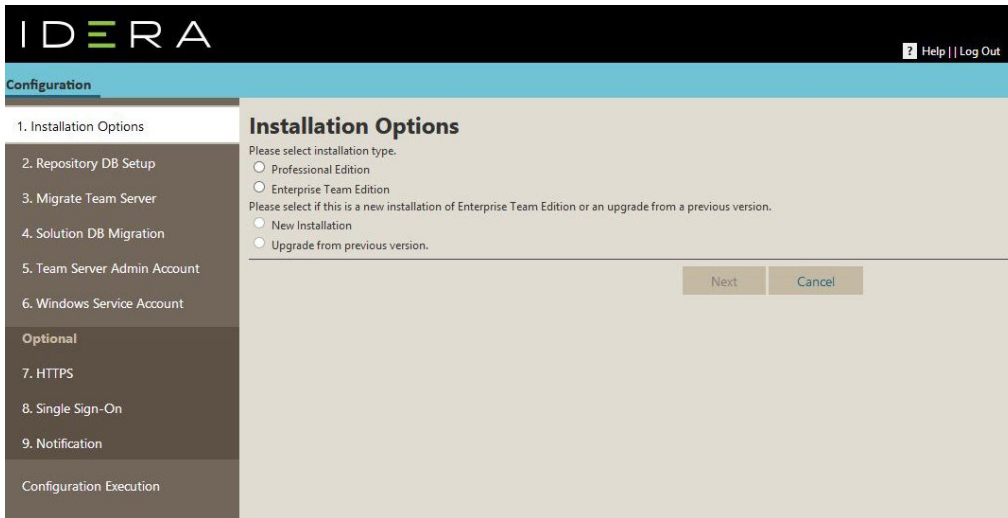 IDERA
? Help | | Log Out
Configuration
1. Installation Options
2. Repository DB Setup
3. Migrate Team Server
4. Solution DB Migration
5. Team Server Admin Account
6. Windows Service Account
Optional
7. HTTPS
8. Single Sign-On
9. Notification
Configuration Execution
Installation Options
Please select installation type.
Professional Edition
Enterprise Team Edition
Please select if this is a new installation of Enterprise Team Edition or an upgrade from a previous version.
New Installation
Upgrade from previous version.
Next
Cancel